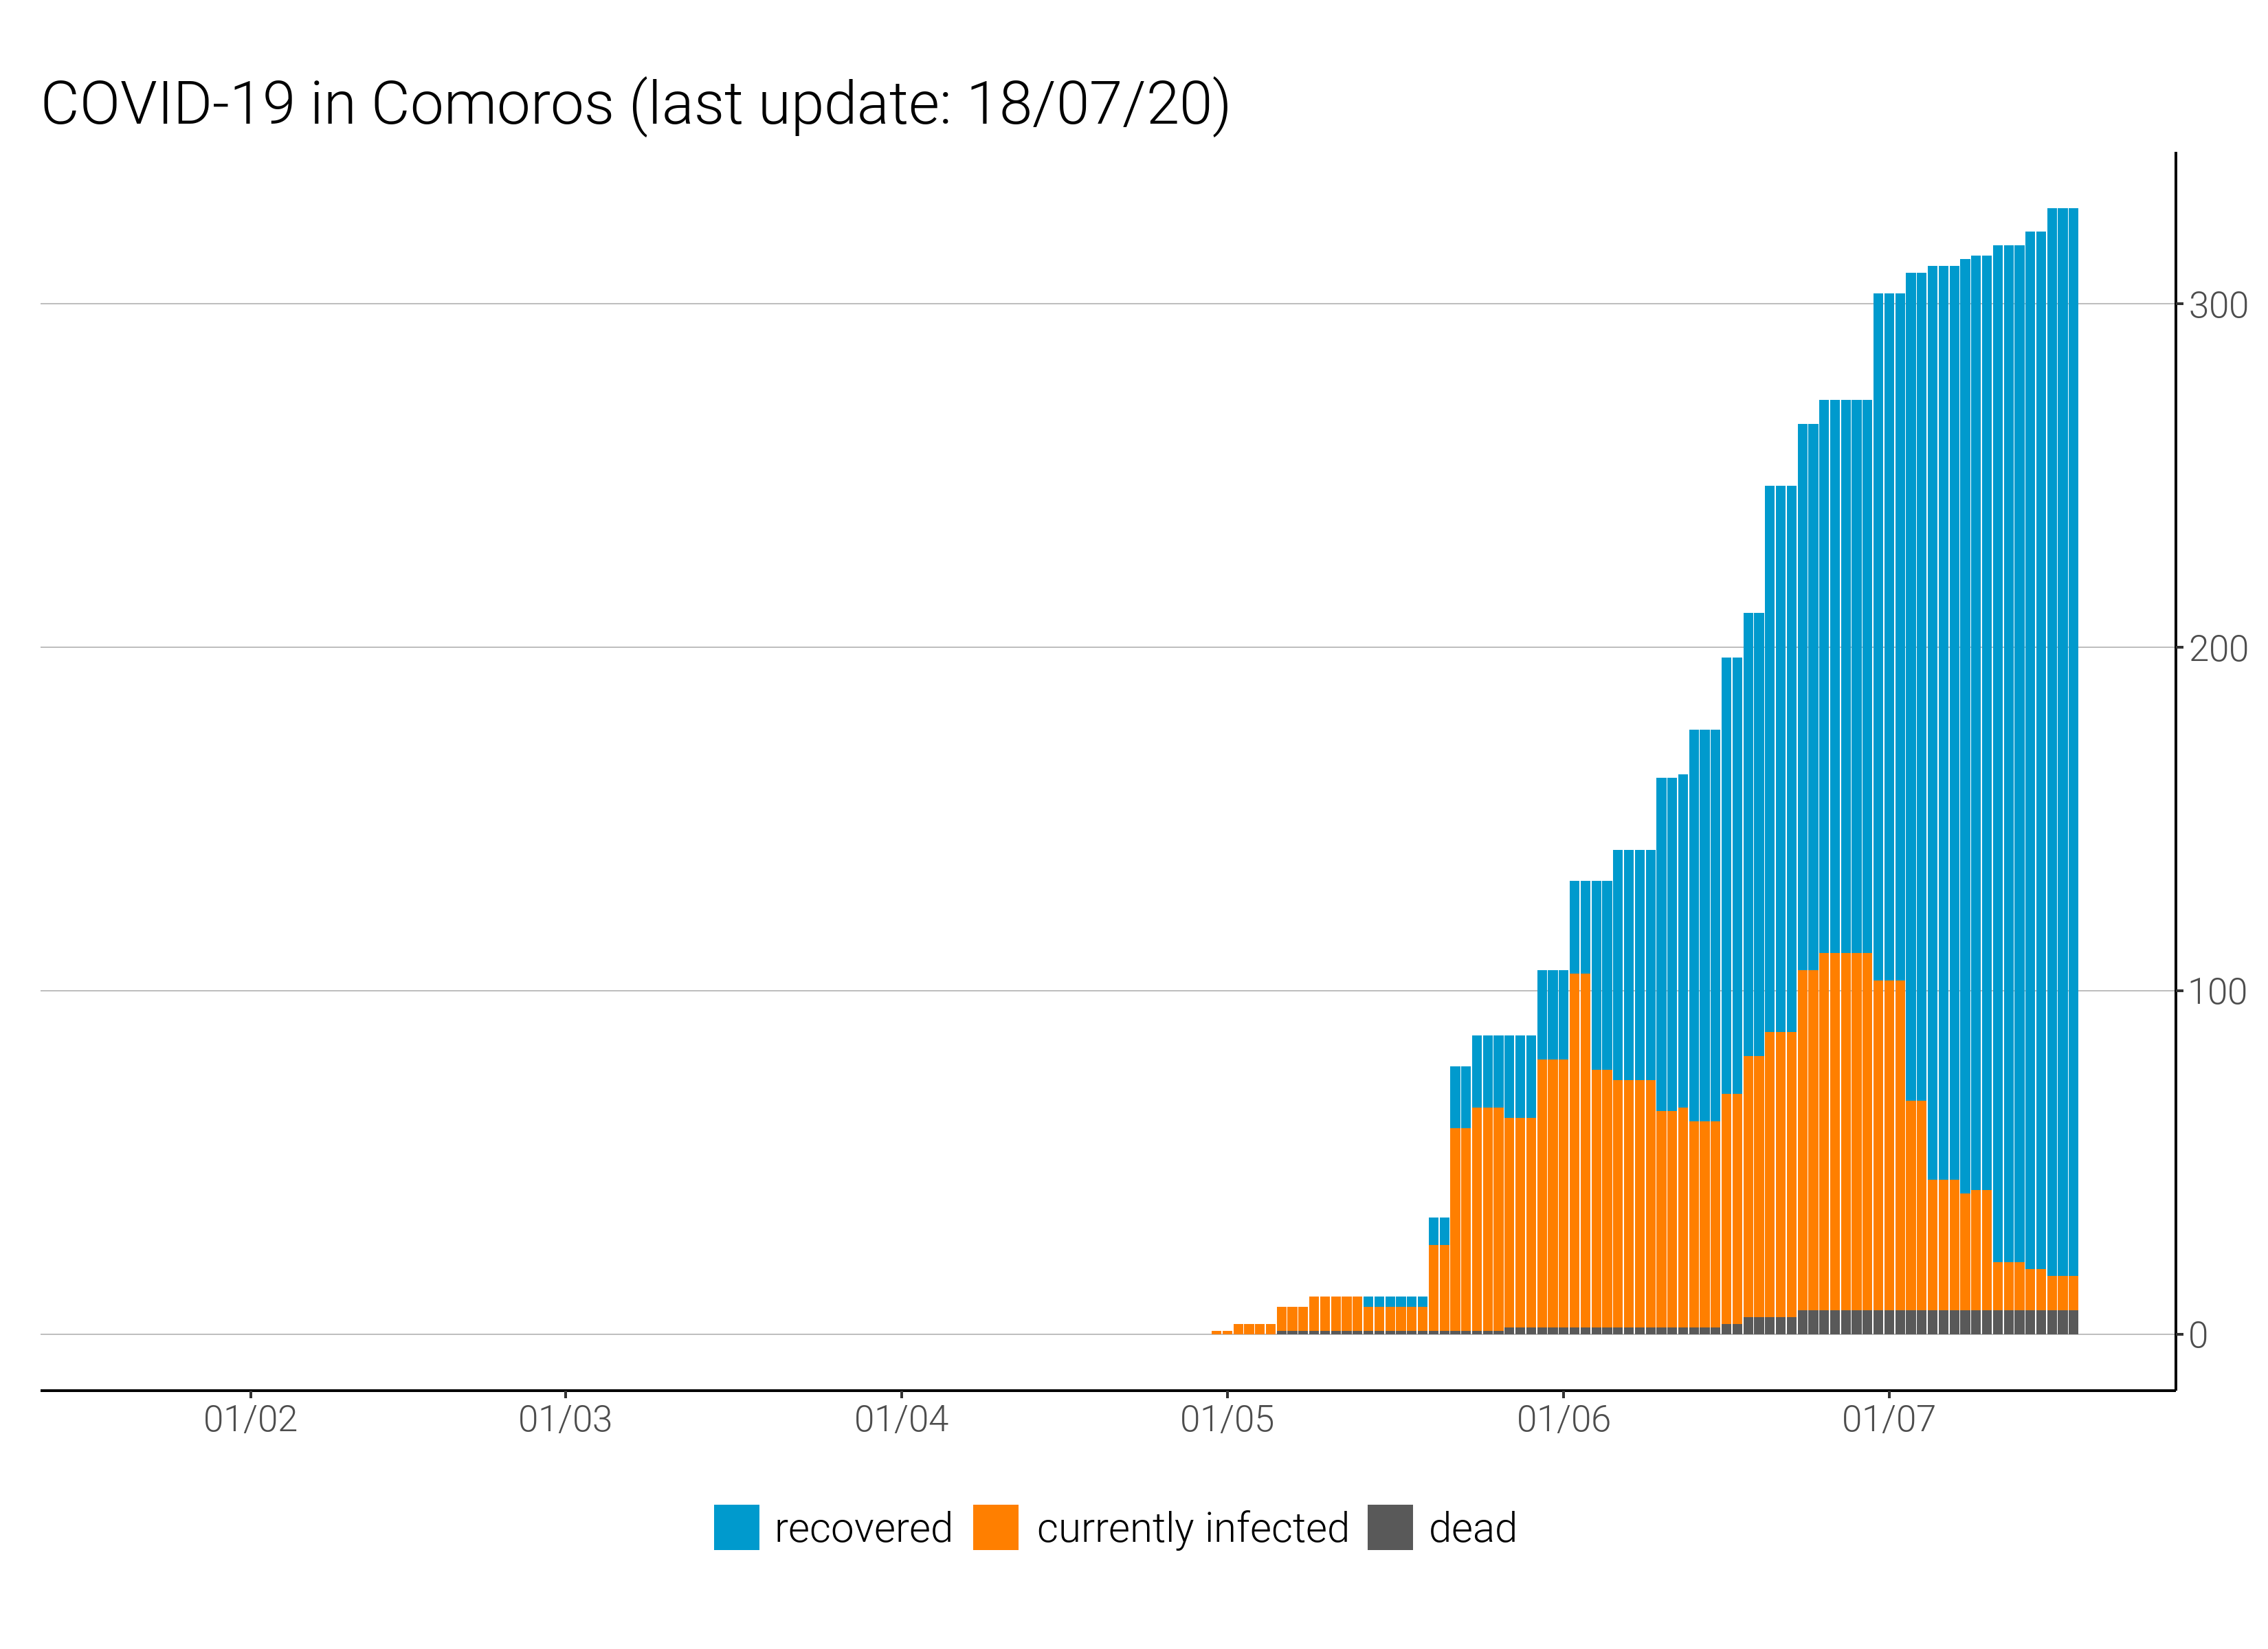 COVID-19 in Comoros (last update: 18/07/20)
300
200
100
0
01/02 01/03 01/04 01/05 01/06 01/07
recovered currently infected dead